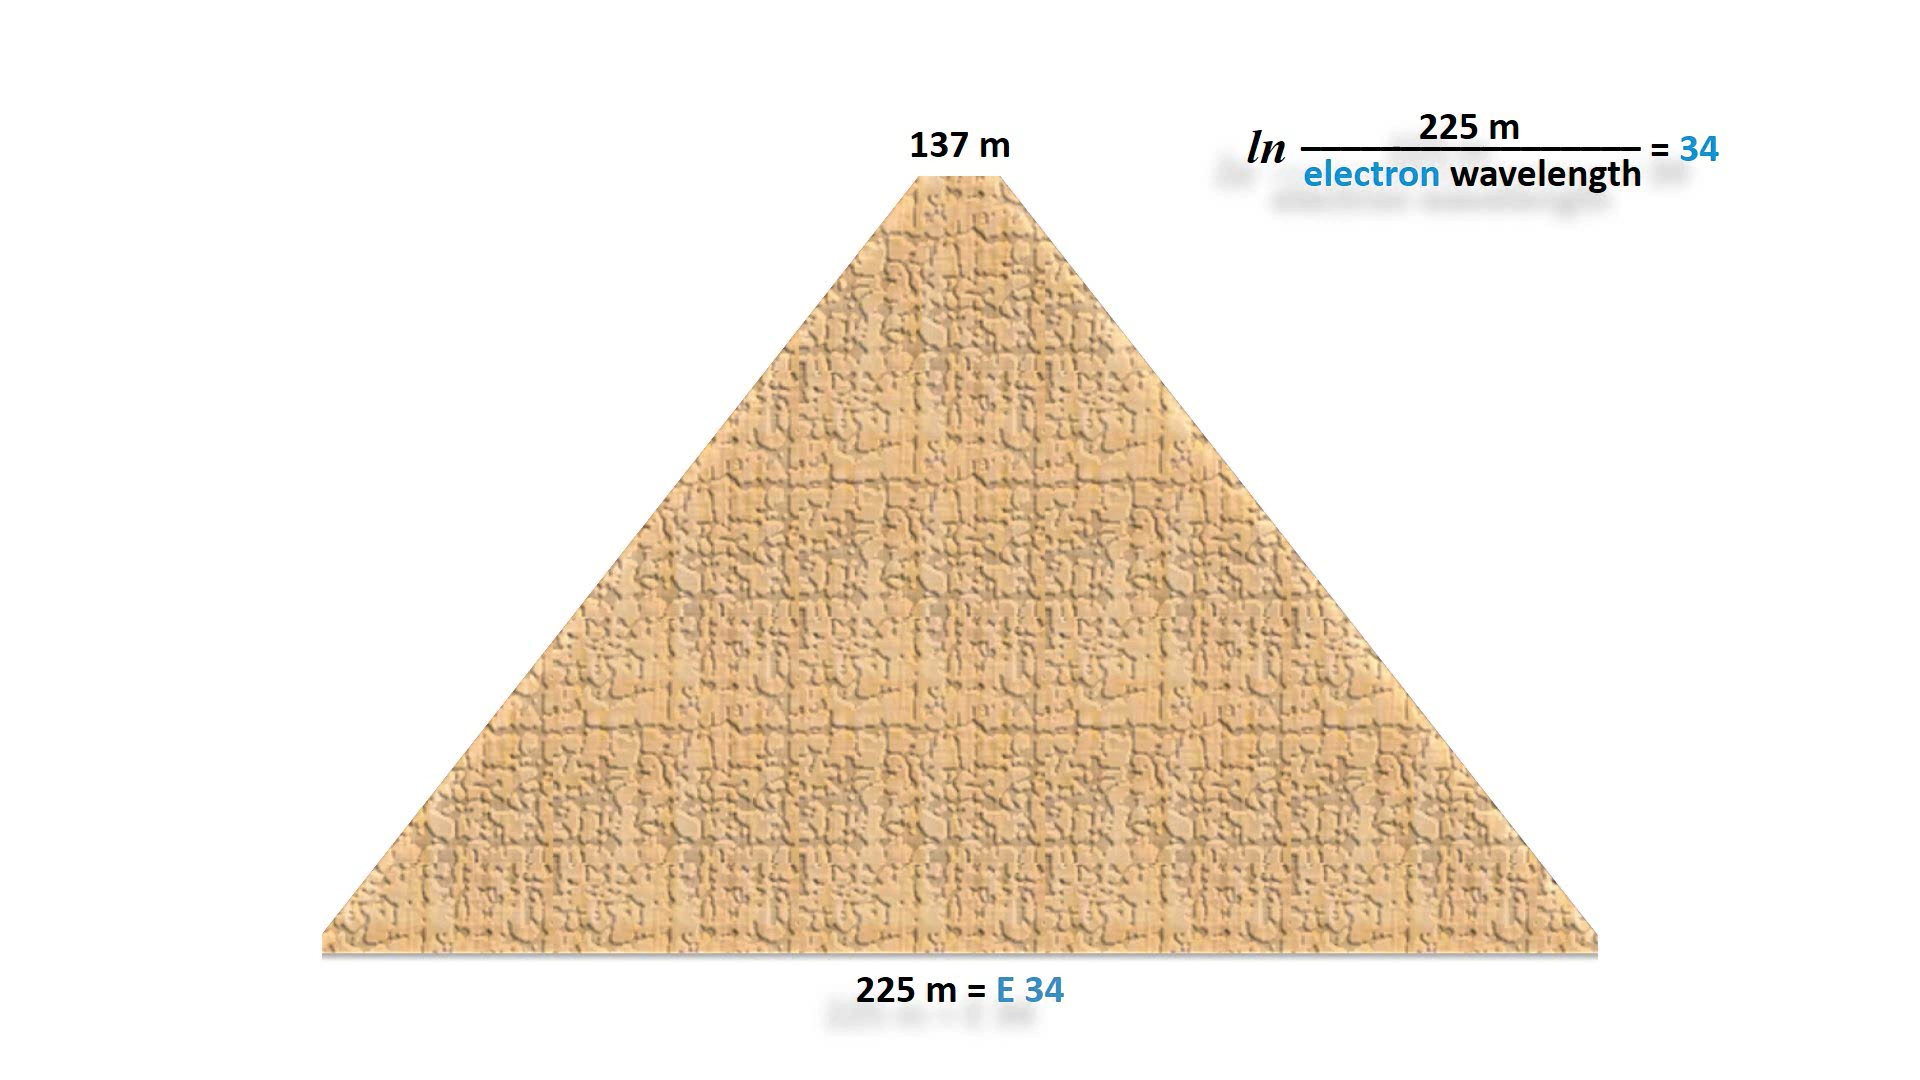 137 m
ln 225 m = 34
electron wavelength
225 m = E 34